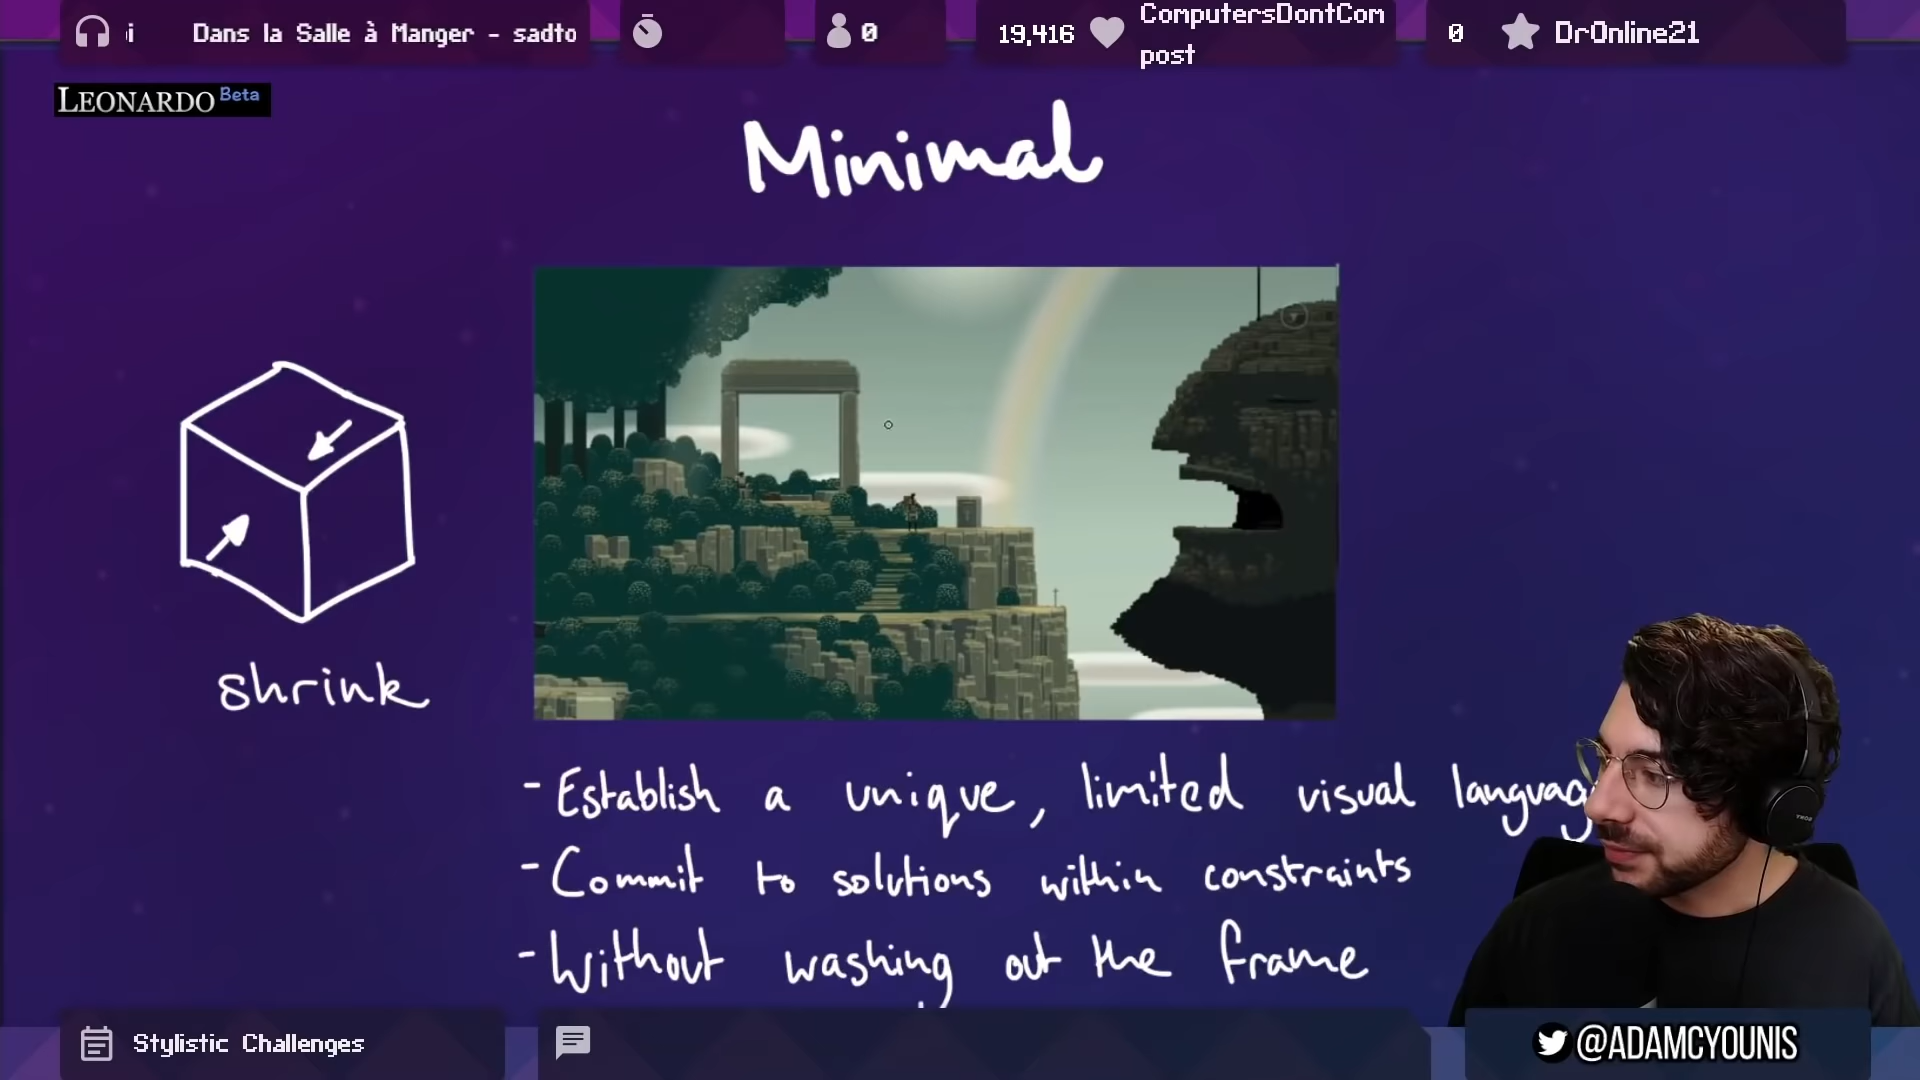 i Dans la Salle à Manger - sadto
0
19,416
ComputersDontCom
post
0
DrOnline21
LEONARDO Beta
Minimal
shrink
- Establish a unique, limited visual languag
- Commit to solutions within constraints
- Without washing out the frame
Stylistic Challenges
@ADAMCYOUNIS